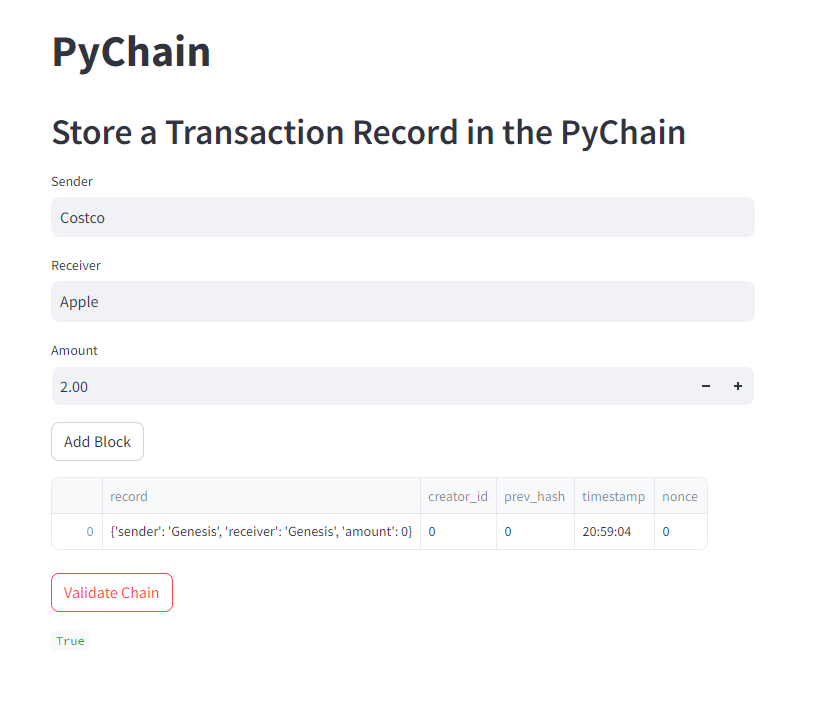 PyChain
Store a Transaction Record in the PyChain
Sender
Costco
Receiver
Apple
Amount
2.00 − +
Add Block
record creator_id prev_hash timestamp nonce
0 {'sender': 'Genesis', 'receiver': 'Genesis', 'amount': 0} 0 0 20:59:04 0
Validate Chain
True